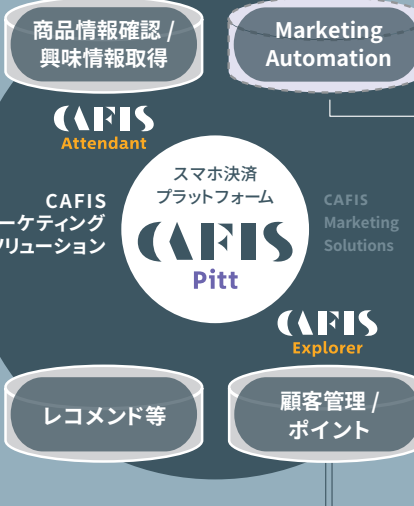 商品情報確認 /
興味情報取得
Marketing
Automation
CAFIS
Attendant
スマホ決済
プラットフォーム
CAFIS
Pitt
CAFIS
ーケティング
ソリューション
CAFIS
Marketing
Solutions
CAFIS
Explorer
レコメンド等
顧客管理 /
ポイント